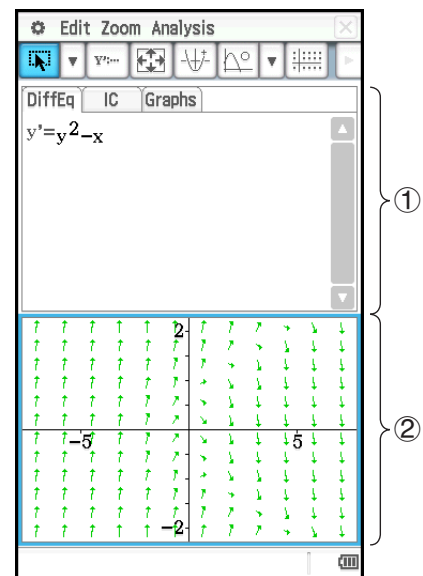 Edit Zoom Analysis
Y':···
DiffEq IC Graphs
y'=y²-x
①
2
-5 5
②
-2